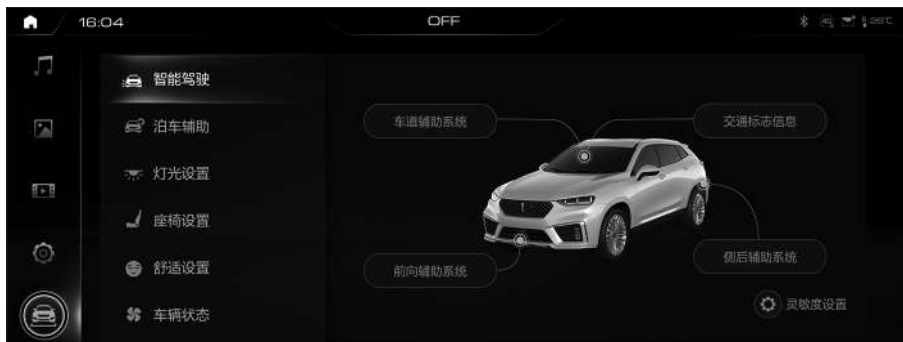 16:04
OFF
28℃
智能驾驶
泊车辅助
灯光设置
座椅设置
舒适设置
车辆状态
车道辅助系统
交通标志信息
前向辅助系统
侧后辅助系统
灵敏度设置